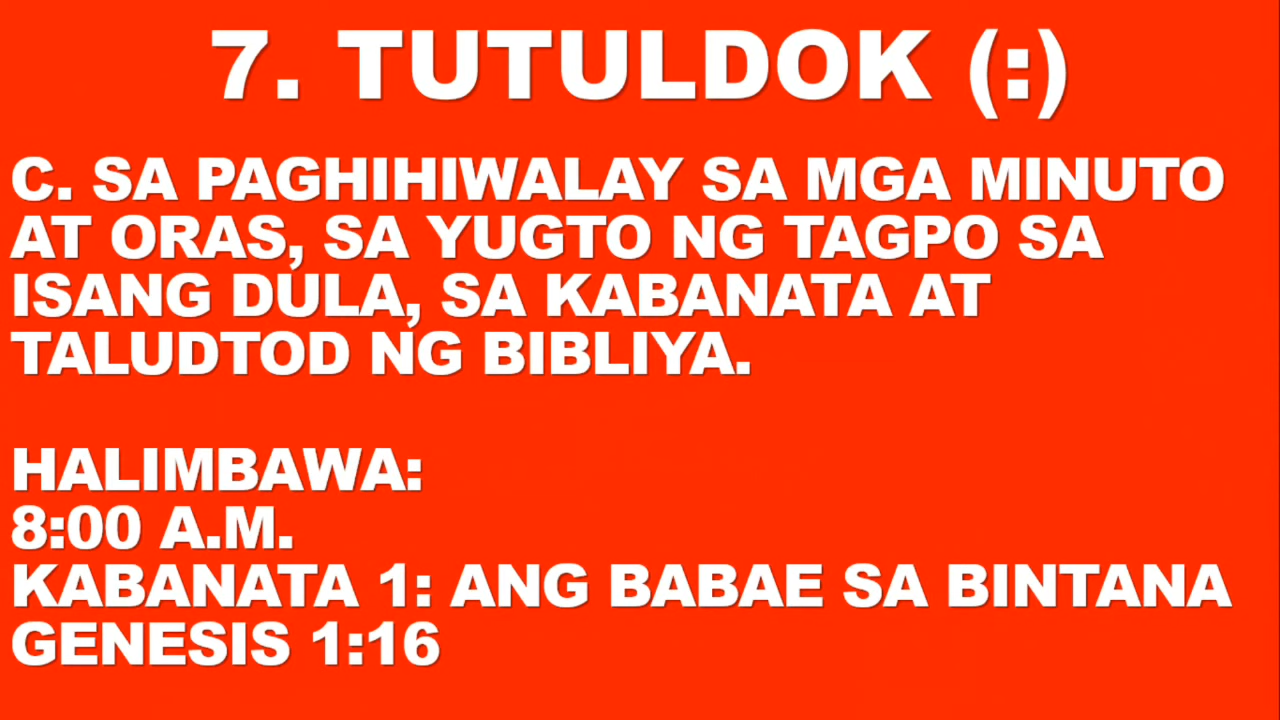 7. TUTULDOK (:)
C. SA PAGHIHIWALAY SA MGA MINUTO
AT ORAS, SA YUGTO NG TAGPO SA
ISANG DULA, SA KABANATA AT
TALUDTOD NG BIBLIYA.
HALIMBAWA:
8:00 A.M.
KABANATA 1: ANG BABAE SA BINTANA
GENESIS 1:16